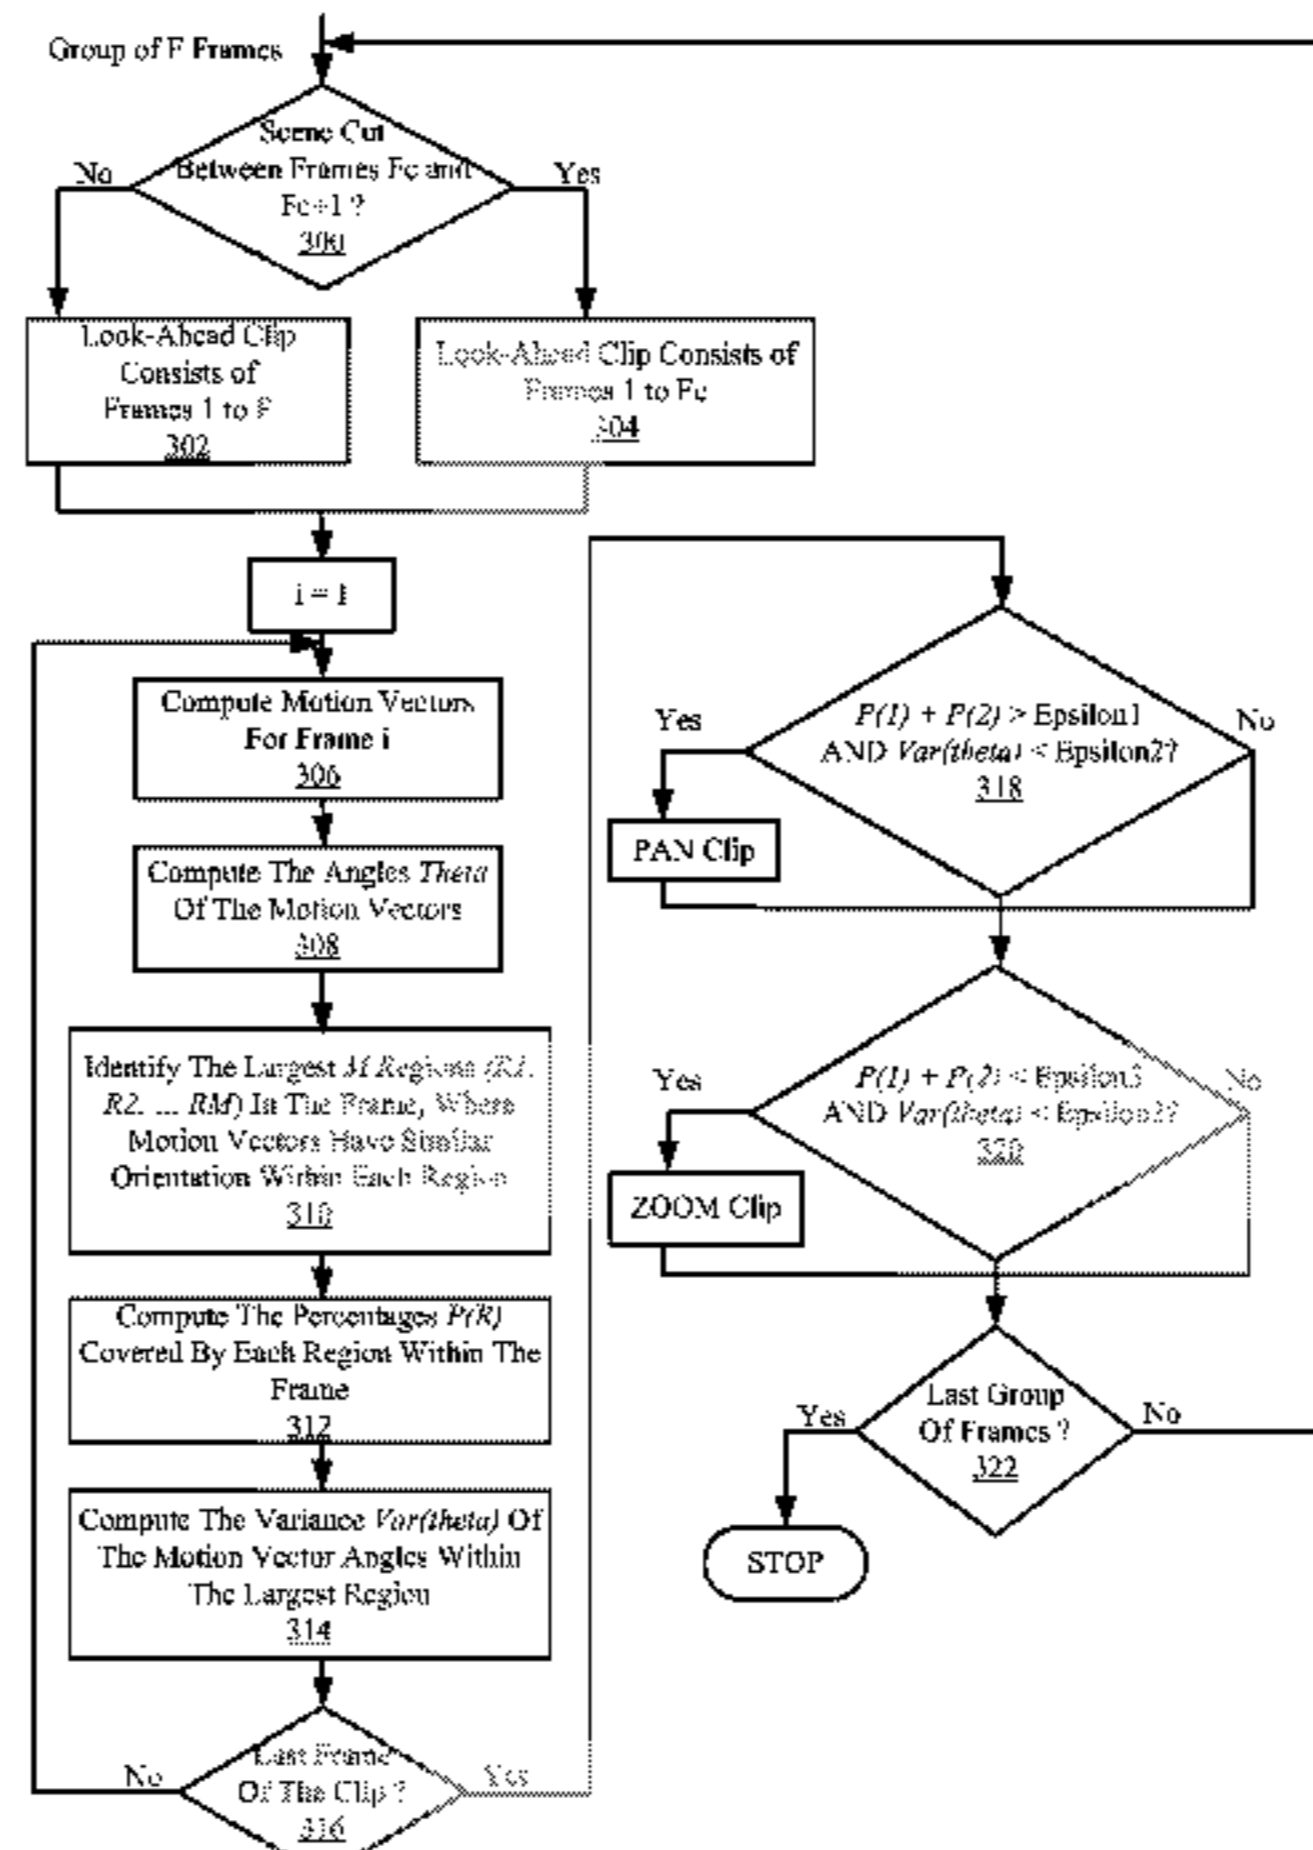 Group of F Frames
Scene Cut
Between Frames Fc and
Fc+1 ?
300
No
Yes
Look-Ahead Clip
Consists of
Frames 1 to F
302
Look-Ahead Clip Consists of
Frames 1 to Fc
304
i = 1
Compute Motion Vectors
For Frame i
306
Compute The Angles Theta
Of The Motion Vectors
308
Identify The Largest M Regions (R1,
R2, ... RM) In The Frame, Where
Motion Vectors Have Similar
Orientation Within Each Region
310
Compute The Percentages P(R)
Covered By Each Region Within The
Frame
312
Compute The Variance Var(theta) Of
The Motion Vector Angles Within
The Largest Region
314
Last Frame
Of The Clip ?
316
No
Yes
P(1) + P(2) > Epsilon1
AND Var(theta) < Epsilon2?
318
Yes
No
PAN Clip
P(1) + P(2) < Epsilon3
AND Var(theta) <
320
Yes
No
ZOOM Clip
Last Group
Of Frames ?
322
Yes
No
STOP